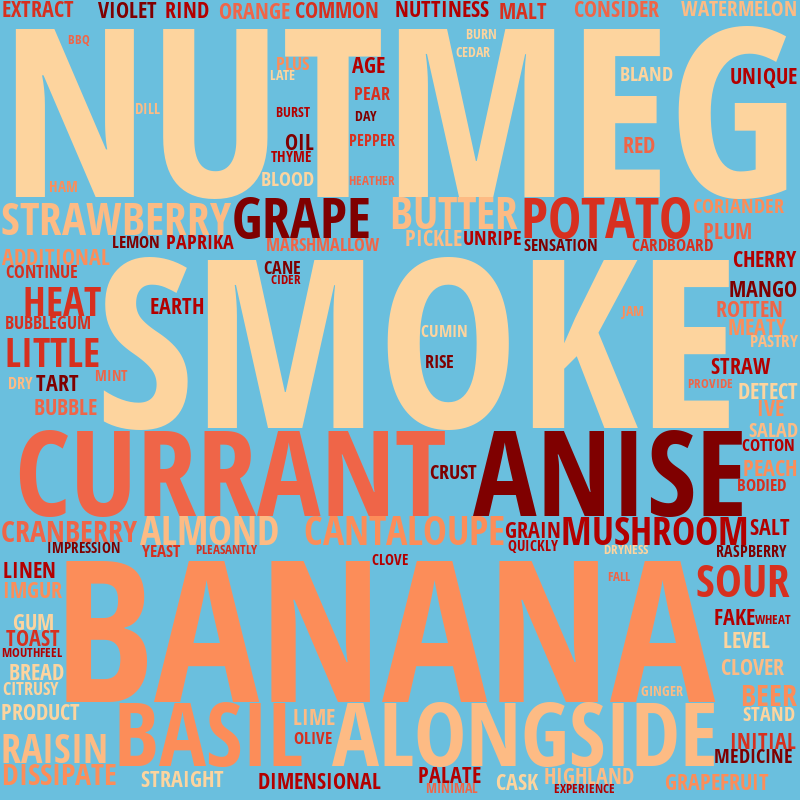 EXTRACT VIOLET RIND ORANGE COMMON NUTTINESS MALT CONSIDER WATERMELON
BBQ BURN
CEDAR
NUTMEG
PLUS AGE
LATE BLAND UNIQUE
PEAR
DILL BURST DAY
OIL PEPPER RED
THYME
BLOOD HEATHER
HAM
STRAWBERRY GRAPE BUTTER POTATO CORIANDER
PLUM
LEMON PAPRIKA MARSHMALLOW PICKLE UNRIPE SENSATION CARDBOARD
ADDITIONAL CHERRY
CONTINUE CANE
CIDER
SMOKE
HEAT EARTH JAM MANGO
ROTTEN
BUBBLEGUM CUMIN MEATY
PASTRY
LITTLE RISE STRAW
DRY TART MINT PROVIDE DETECT
BUBBLE IVE
SALAD
CURRANT ANISE COTTON
CRUST PEACH
BODIED
CRANBERRY ALMOND CANTALOUPE GRAIN MUSHROOM SALT
IMPRESSION YEAST PLEASANTLY QUICKLY DRYNESS RASPBERRY
CLOVE
LINEN FALL SOUR
IMGUR
BANANA
GUM FAKE WHEAT
TOAST LEVEL
MOUTHFEEL
BREAD CLOVER
CITRUSY GINGER BEER
PRODUCT BASIL LIME ALONGSIDE STAND
OLIVE INITIAL
RAISIN MEDICINE
DISSIPATE STRAIGHT DIMENSIONAL PALATE CASK HIGHLAND GRAPEFRUIT
MINIMAL EXPERIENCE